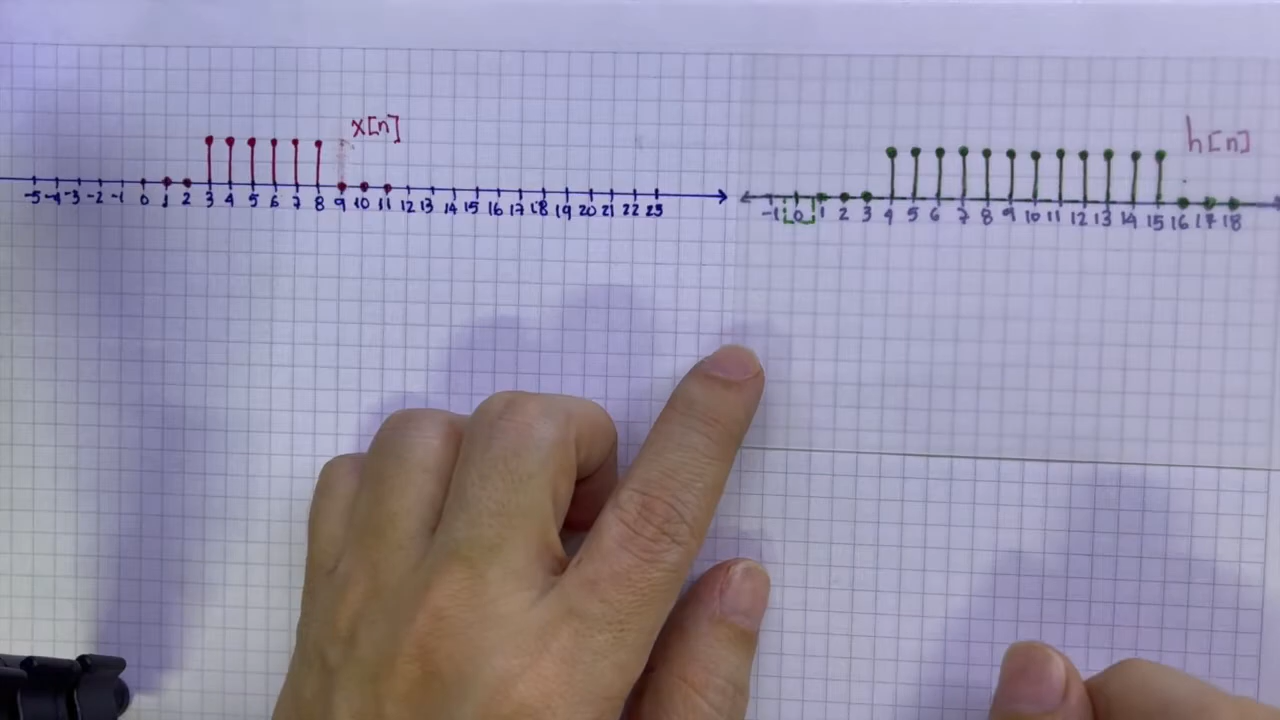 x[n]
-5 -4 -3 -2 -1 0 1 2 3 4 5 6 7 8 9 10 11 12 13 14 15 16 17 18 19 20 21 22 23
h[n]
-1 0 1 2 3 4 5 6 7 8 9 10 11 12 13 14 15 16 17 18